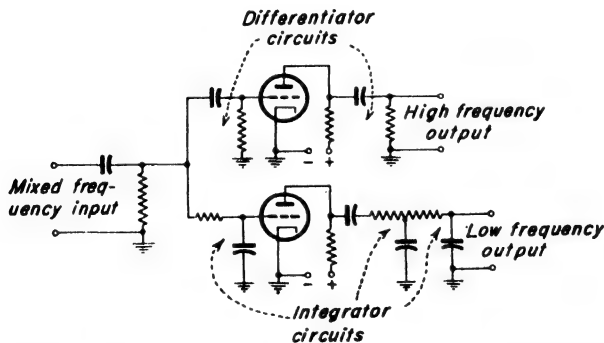 Differentiator
circuits
High frequency
output
- +
Mixed freq-
uency input
Low frequency
output
- +
Integrator
circuits